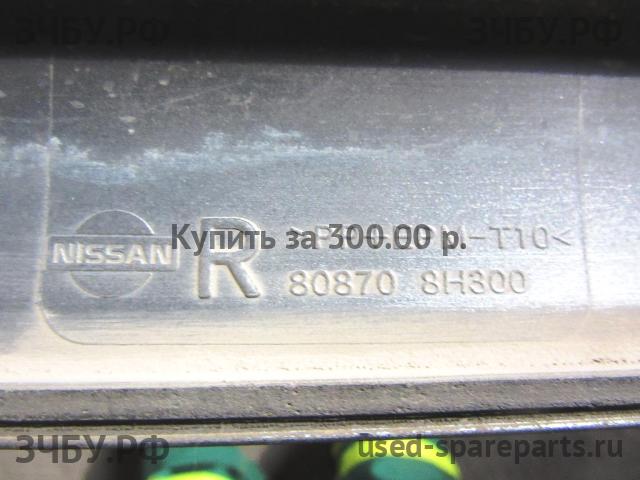 ЗЧБУ.РФ ЗЧБУ.РФ
Купить за 300.00 р.
-T10<
NISSAN R
80870 8H300
ЗЧБУ.РФ used-spareparts.ru